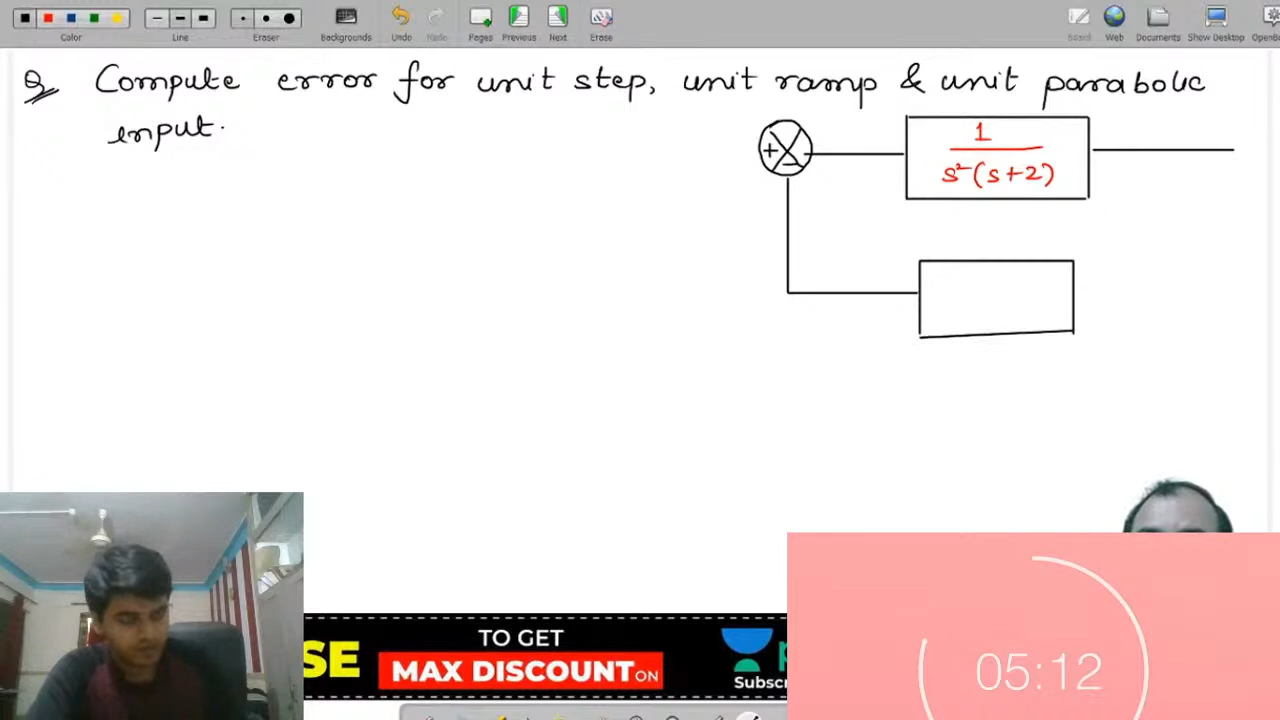 Color
Line
Eraser
Backgrounds
Undo
Redo
Pages
Previous
Next
Erase
Board
Web
Documents
Show Desktop
Q Compute error for unit step, unit ramp & unit parabolic
input.
+
-
1
s²(s+2)
SE
TO GET
MAX DISCOUNT ON
Subscr
05:12